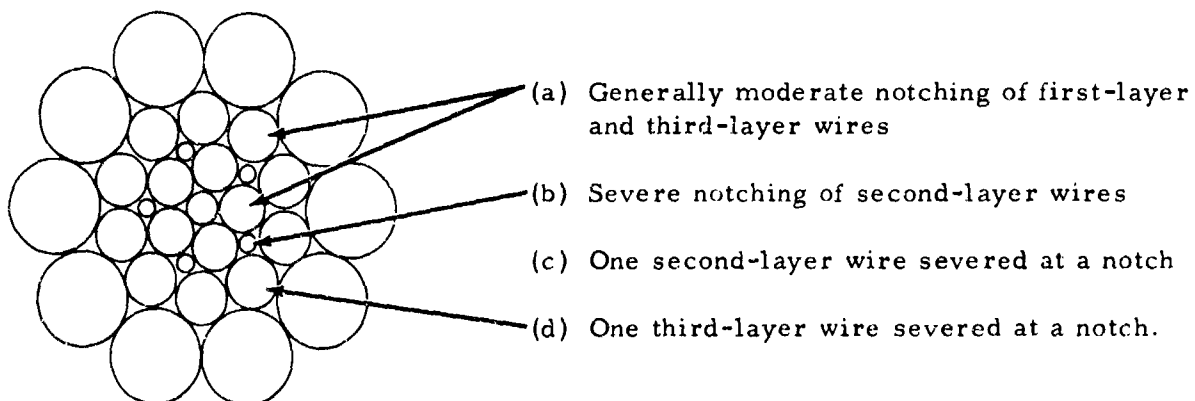 (a) Generally moderate notching of first-layer
and third-layer wires
(b) Severe notching of second-layer wires
(c) One second-layer wire severed at a notch
(d) One third-layer wire severed at a notch.